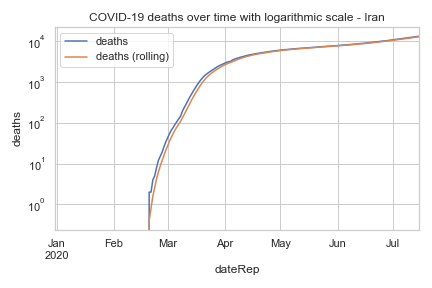 COVID-19 deaths over time with logarithmic scale - Iran
deaths
deaths (rolling)
10⁴
10³
10²
10¹
10⁰
deaths
Jan
2020
Feb
Mar
Apr
May
Jun
Jul
dateRep